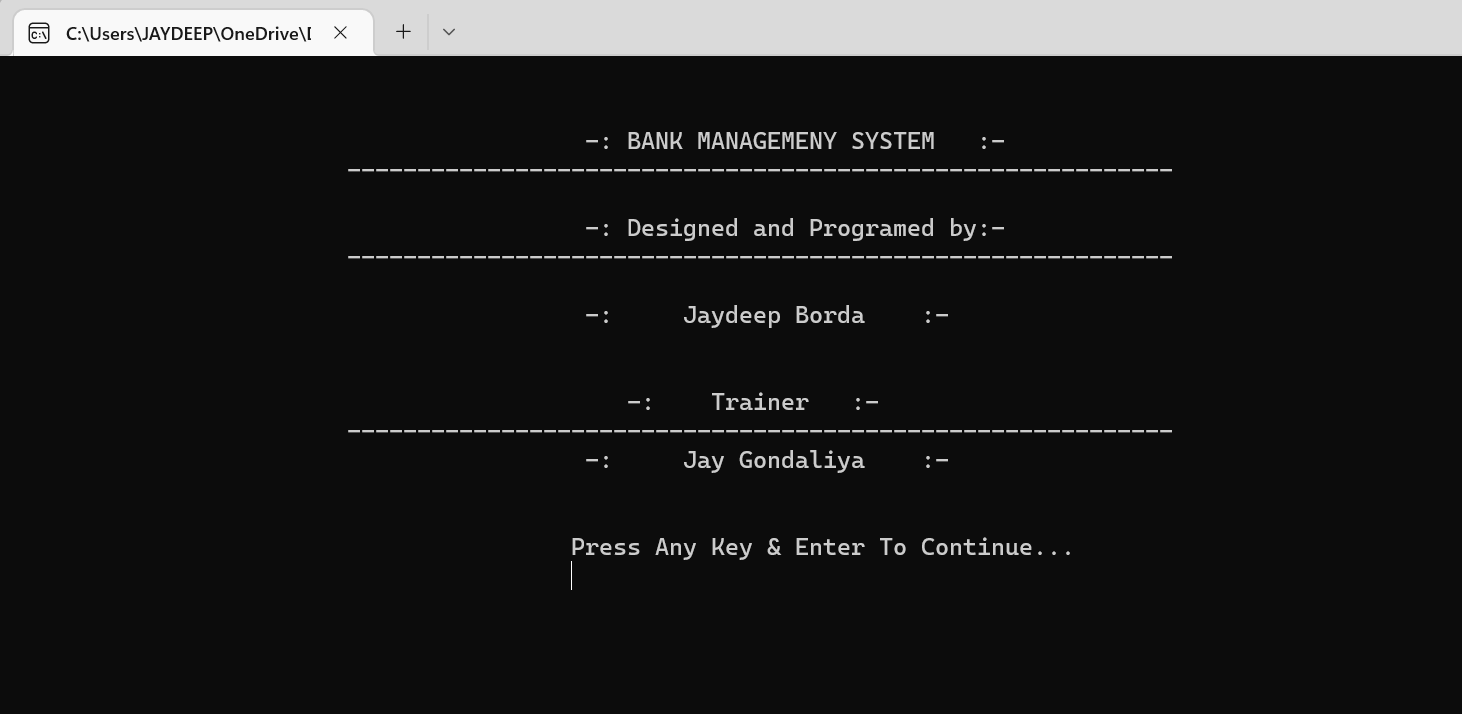 C:\Users\JAYDEEP\OneDrive\
-: BANK MANAGEMENY SYSTEM :-
-----------------------------------------------------------
-: Designed and Programed by:-
-----------------------------------------------------------
-: Jaydeep Borda :-
-: Trainer :-
-----------------------------------------------------------
-: Jay Gondaliya :-
Press Any Key & Enter To Continue...